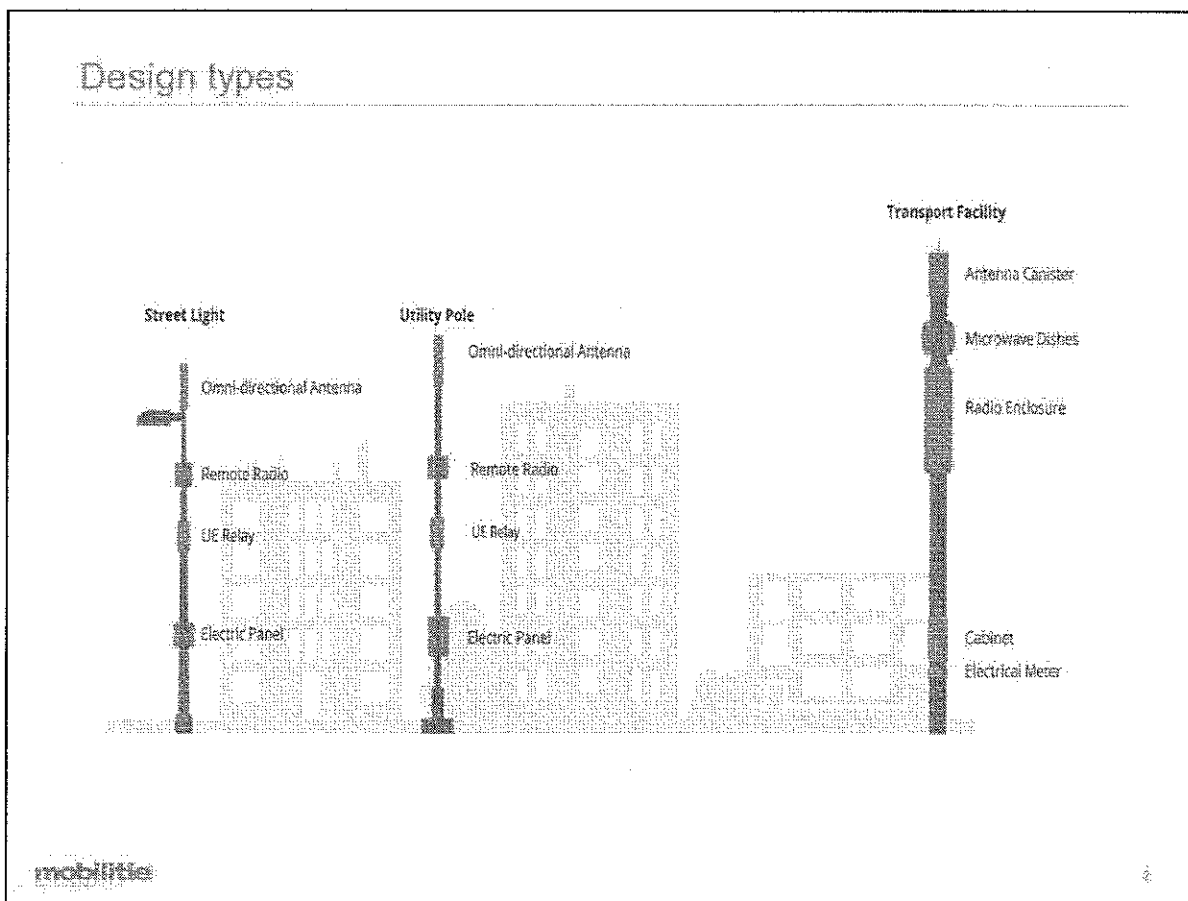 Design types
Transport Facility
Antenna Canister
Street Light
Utility Pole
Microwave Dishes
Omni-directional Antenna
Omni-directional Antenna
Radio Enclosure
Remote Radio
Remote Radio
UE Relay
UE Relay
Electric Panel
Electric Panel
Cabinet
Electrical Meter
mobilitie
2